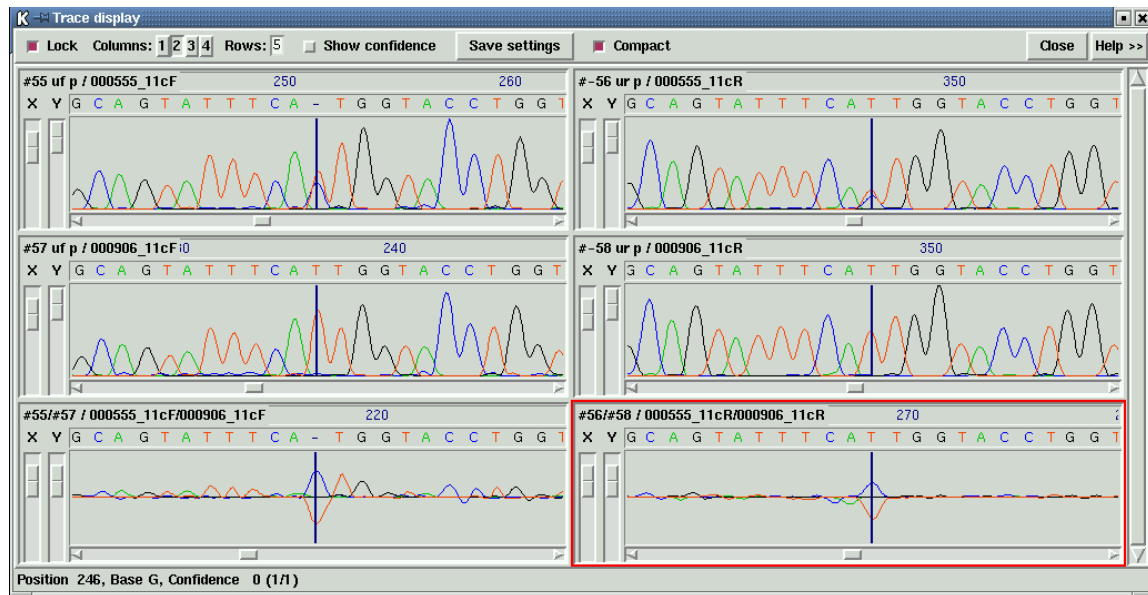 Trace display
Lock Columns: 1 2 3 4 Rows: 5 Show confidence Save settings Compact Close Help >>
#55 uf p / 000555_11cF 250 260
X Y G C A G T A T T T C A - T G G T A C C T G G T
#-56 ur p / 000555_11cR 350
X Y G C A G T A T T T C A T T G G T A C C T G G T
#57 uf p / 000906_11cF 240
X Y G C A G T A T T T C A T T G G T A C C T G G T
#-58 ur p / 000906_11cR 350
X Y G C A G T A T T T C A T T G G T A C C T G G T
#55/#57 / 000555_11cF/000906_11cF 220
X Y G C A G T A T T T C A - T G G T A C C T G G T
#56/#58 / 000555_11cR/000906_11cR 270
X Y G C A G T A T T T C A T T G G T A C C T G G T
Position 246, Base G, Confidence 0 (1/1)